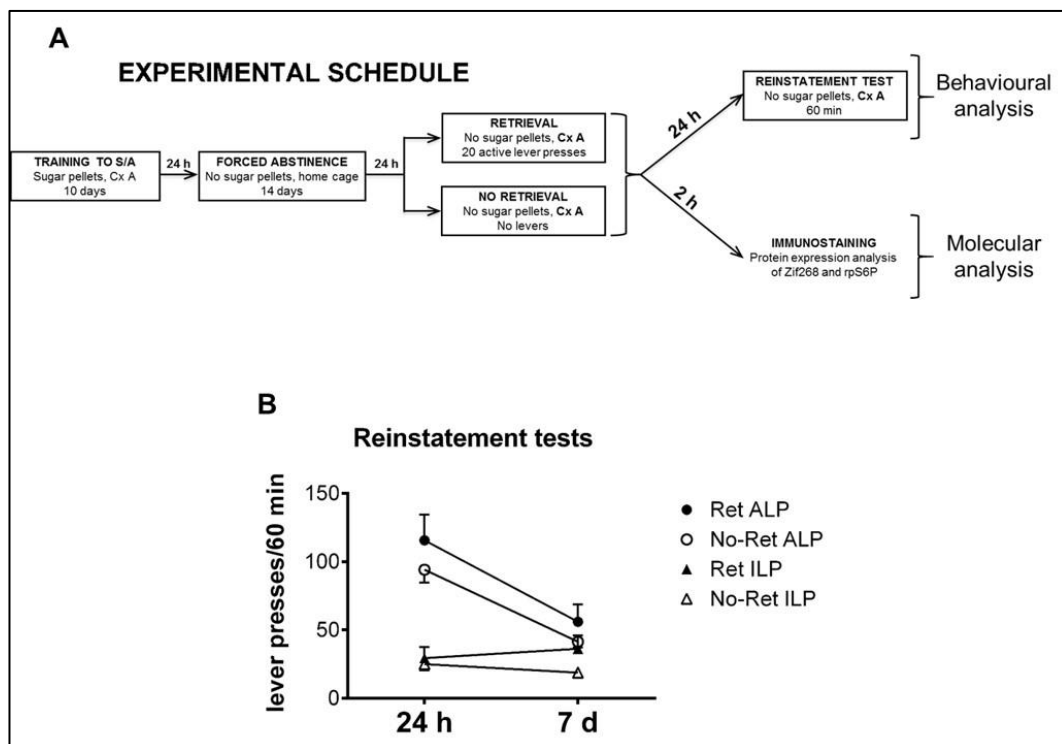 A
EXPERIMENTAL SCHEDULE
TRAINING TO S/A
Sugar pellets, Cx A
10 days
24 h
FORCED ABSTINENCE
No sugar pellets, home cage
14 days
24 h
RETRIEVAL
No sugar pellets, Cx A
20 active lever presses
NO RETRIEVAL
No sugar pellets, Cx A
No levers
24 h
REINSTATEMENT TEST
No sugar pellets, Cx A
60 min
Behavioural
analysis
2 h
IMMUNOSTAINING
Protein expression analysis
of Zif268 and rpS6P
Molecular
analysis
B
Reinstatement tests
lever presses/60 min
150
100
50
0
24 h
7 d
Ret ALP
No-Ret ALP
Ret ILP
No-Ret ILP